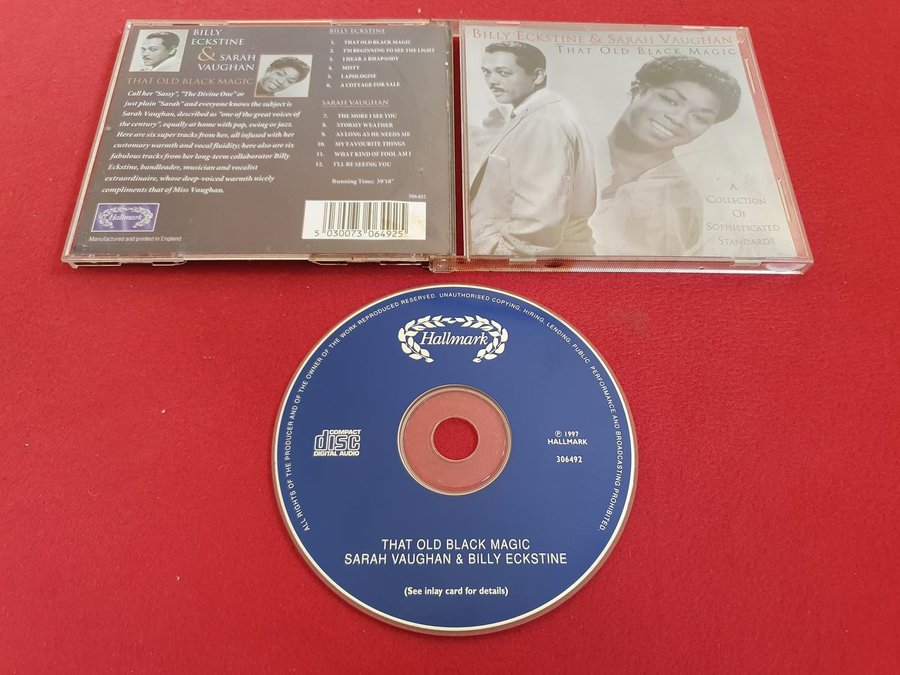 BILLY
ECKSTINE
& SARAH
VAUGHAN
THAT OLD BLACK MAGIC
Call her "Sassy", "The Divine One" or
just plain "Sarah" and everyone knows the subject is
Sarah Vaughan, described as "one of the great voices of
the century", equally at home with pop, swing or jazz.
Here are six super tracks from her, all infused with her
customary warmth and vocal fluidity; here also are six
fabulous tracks from her long-term collaborator Billy
Eckstine, bandleader, musician and vocalist
extraordinaire, whose deep-voiced warmth nicely
compliments that of Miss Vaughan.
Hallmark
Manufactured and printed in England
BILLY ECKSTINE
1. THAT OLD BLACK MAGIC
2. I'M BEGINNING TO SEE THE LIGHT
3. I HEAR A RHAPSODY
4. MISTY
5. I APOLOGISE
6. A COTTAGE FOR SALE
SARAH VAUGHAN
7. THE MORE I SEE YOU
8. STORMY WEATHER
9. AS LONG AS HE NEEDS ME
10. MY FAVOURITE THINGS
11. WHAT KIND OF FOOL AM I
12. I'LL BE SEEING YOU
Running Time: 39'18"
306492
5 030073 064925
BILLY ECKSTINE & SARAH VAUGHAN
THAT OLD BLACK MAGIC
A
COLLECTION
OF
SOPHISTICATED
STANDARDS
ALL RIGHTS OF THE PRODUCER AND OF THE OWNER OF THE WORK REPRODUCED RESERVED. UNAUTHORISED COPYING, HIRING, LENDING, PUBLIC PERFORMANCE AND BROADCASTING PROHIBITED.
Hallmark
COMPACT
disc
DIGITAL AUDIO
℗ 1997
HALLMARK
306492
THAT OLD BLACK MAGIC
SARAH VAUGHAN & BILLY ECKSTINE
(See inlay card for details)